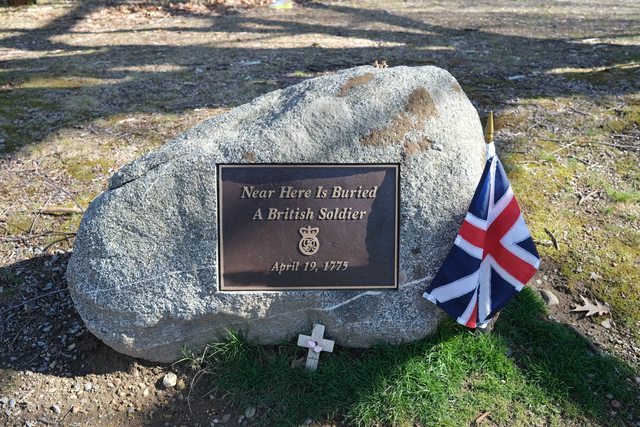 Near Here Is Buried
A British Soldier
April 19, 1775